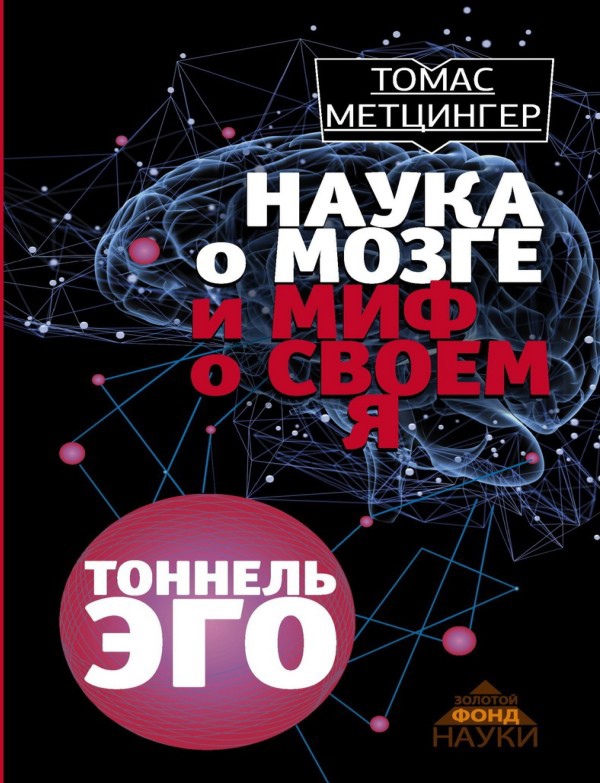 ТОМАС
МЕТЦИНГЕР
НАУКА
о МОЗГЕ
и МИФ
о СВОЕМ
Я
ТОННЕЛЬ
ЭГО
ЗОЛОТОЙ
ФОНД
НАУКИ